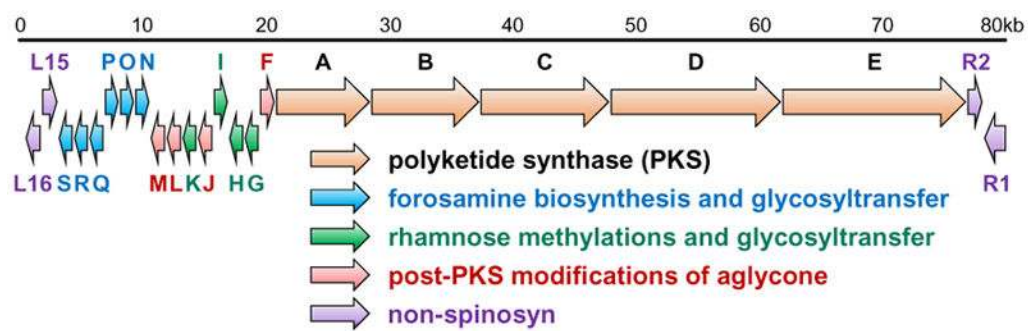 0 10 20 30 40 50 60 70 80kb
L15 P O N I F A B C D E R2
L16 S R Q M L K J H G R1
polyketide synthase (PKS)
forosamine biosynthesis and glycosyltransfer
rhamnose methylations and glycosyltransfer
post-PKS modifications of aglycone
non-spinosyn